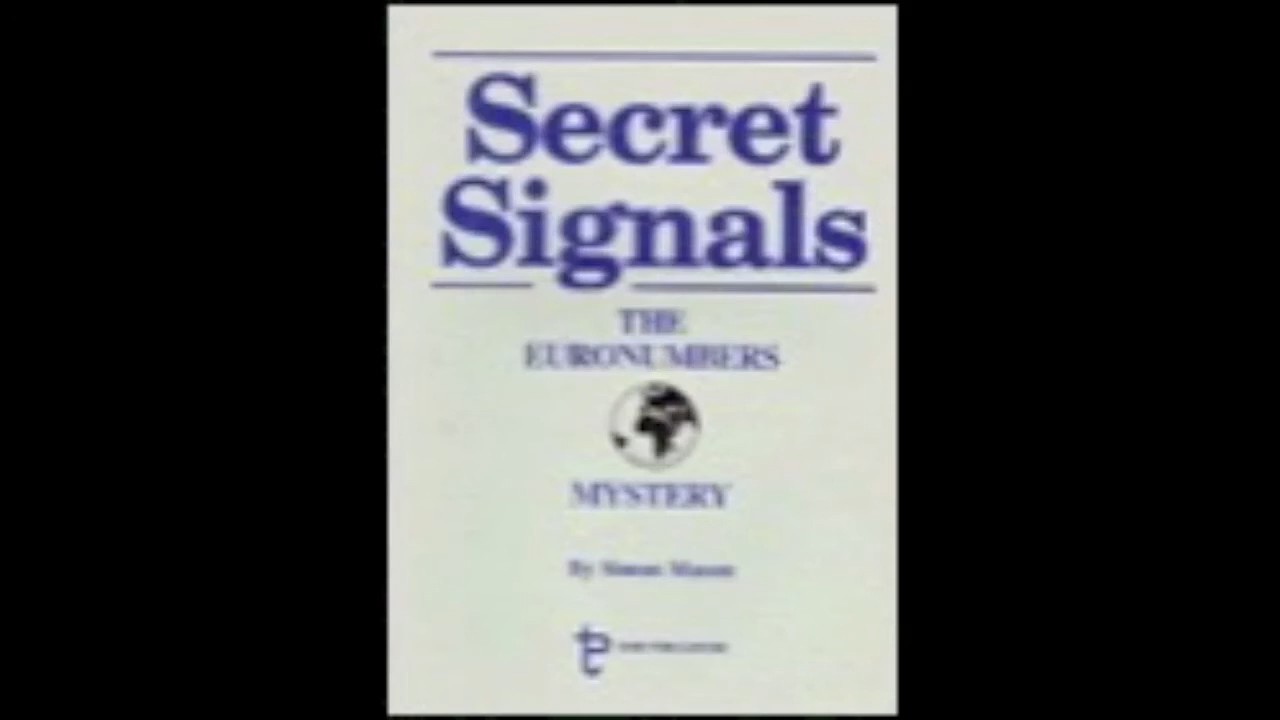 Secret
Signals
THE
EURONUMBERS
MYSTERY
By Simon Mason